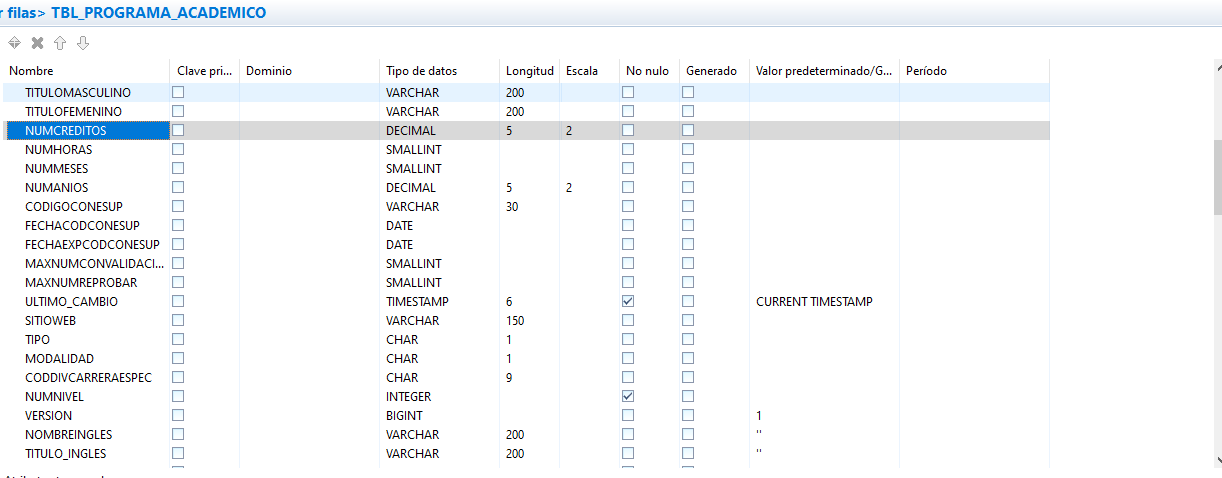 r filas> TBL_PROGRAMA_ACADEMICO
Nombre Clave pri... Dominio Tipo de datos Longitud Escala No nulo Generado Valor predeterminado/G... Período
TITULOMASCULINO VARCHAR 200
TITULOFEMENINO VARCHAR 200
NUMCREDITOS DECIMAL 5 2
NUMHORAS SMALLINT
NUMMESES SMALLINT
NUMANIOS DECIMAL 5 2
CODIGOCONESUP VARCHAR 30
FECHACODCONESUP DATE
FECHAEXPCODCONESUP DATE
MAXNUMCONVALIDACI... SMALLINT
MAXNUMREPROBAR SMALLINT
ULTIMO_CAMBIO TIMESTAMP 6 CURRENT TIMESTAMP
SITIOWEB VARCHAR 150
TIPO CHAR 1
MODALIDAD CHAR 1
CODDIVCARRERAESPEC CHAR 9
NUMNIVEL INTEGER
VERSION BIGINT 1
NOMBREINGLES VARCHAR 200 ''
TITULO_INGLES VARCHAR 200 ''